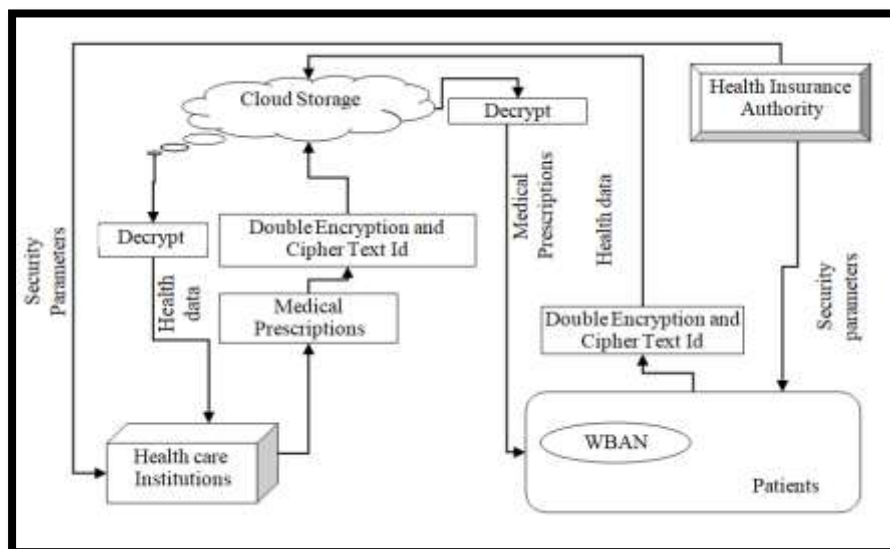 Cloud Storage
Decrypt
Health Insurance
Authority
Medical
Prescriptions
Health data
Security
Parameters
Decrypt
Health
data
Double Encryption and
Cipher Text Id
Medical
Prescriptions
Double Encryption and
Cipher Text Id
Security
parameters
Health care
Institutions
WBAN
Patients